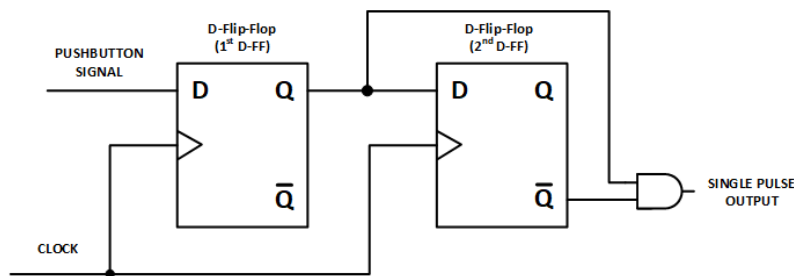 D-Flip-Flop
(1st D-FF)
D-Flip-Flop
(2nd D-FF)
PUSHBUTTON
SIGNAL
D Q
D Q
Q̅
Q̅
SINGLE PULSE
OUTPUT
CLOCK